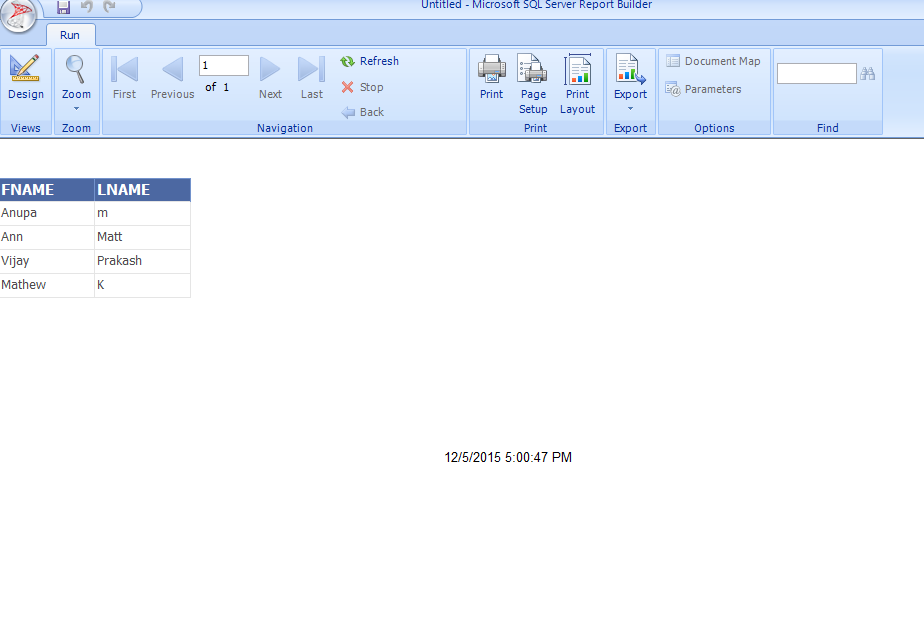 Untitled - Microsoft SQL Server Report Builder
Run
Design
Views
Zoom
Zoom
First
Previous
1
of 1
Next
Last
Refresh
Stop
Back
Navigation
Print
Page
Setup
Print
Layout
Print
Export
Export
Document Map
Parameters
Options
Find
FNAME LNAME
Anupa m
Ann Matt
Vijay Prakash
Mathew K
12/5/2015 5:00:47 PM